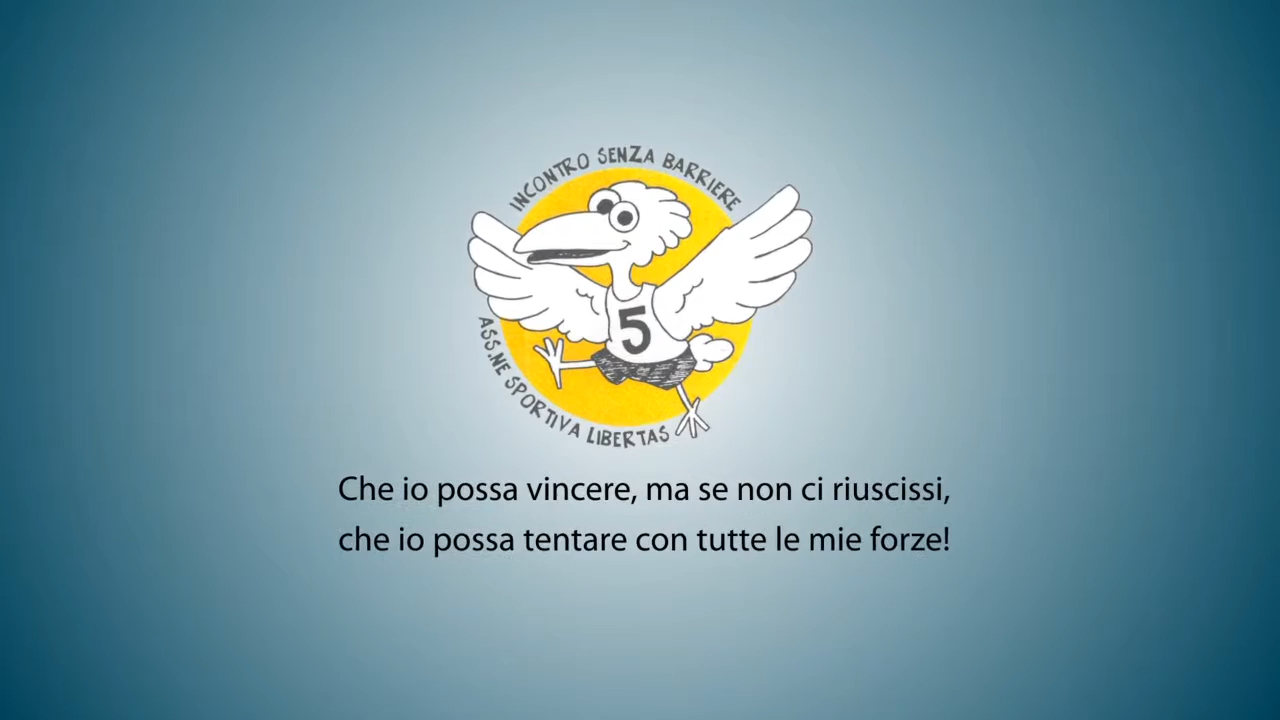 INCONTRO SENZA BARRIERE
5
ASS.NE SPORTIVA LIBERTAS
Che io possa vincere, ma se non ci riuscissi,
che io possa tentare con tutte le mie forze!